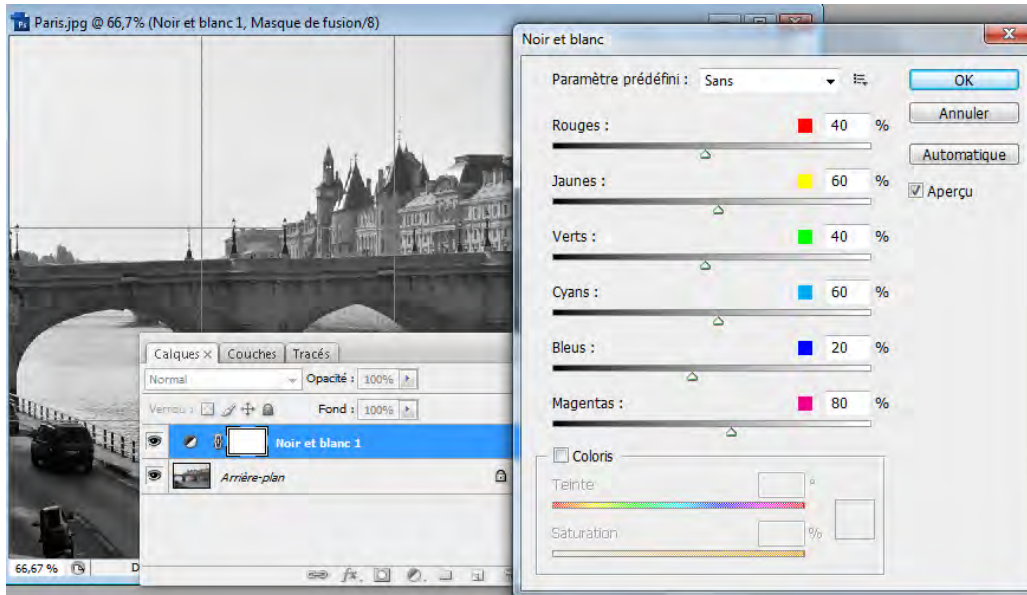 Paris.jpg @ 66,7% (Noir et blanc 1, Masque de fusion/8)
Noir et blanc
Paramètre prédéfini : Sans
OK
Annuler
Automatique
Aperçu
Rouges : 40 %
Jaunes : 60 %
Verts : 40 %
Cyans : 60 %
Bleus : 20 %
Magentas : 80 %
Coloris
Teinte °
Saturation %
Calques x Couches Tracés
Normal Opacité : 100%
Verrou : Fond : 100%
Noir et blanc 1
Arrière-plan
66,67 % D
fx.